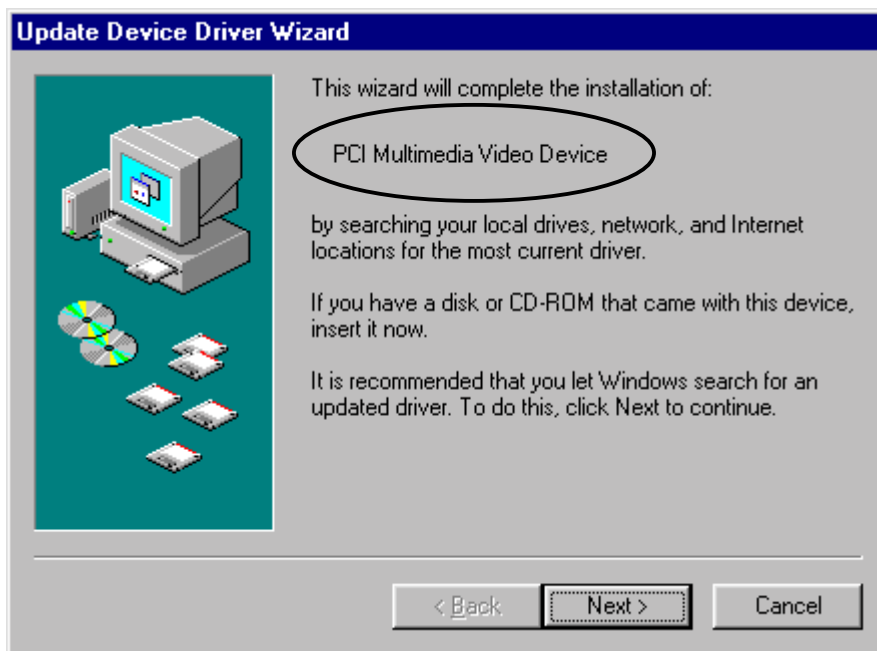 Update Device Driver Wizard
This wizard will complete the installation of:
PCI Multimedia Video Device
by searching your local drives, network, and Internet
locations for the most current driver.
If you have a disk or CD-ROM that came with this device,
insert it now.
It is recommended that you let Windows search for an
updated driver. To do this, click Next to continue.
< Back
Next >
Cancel